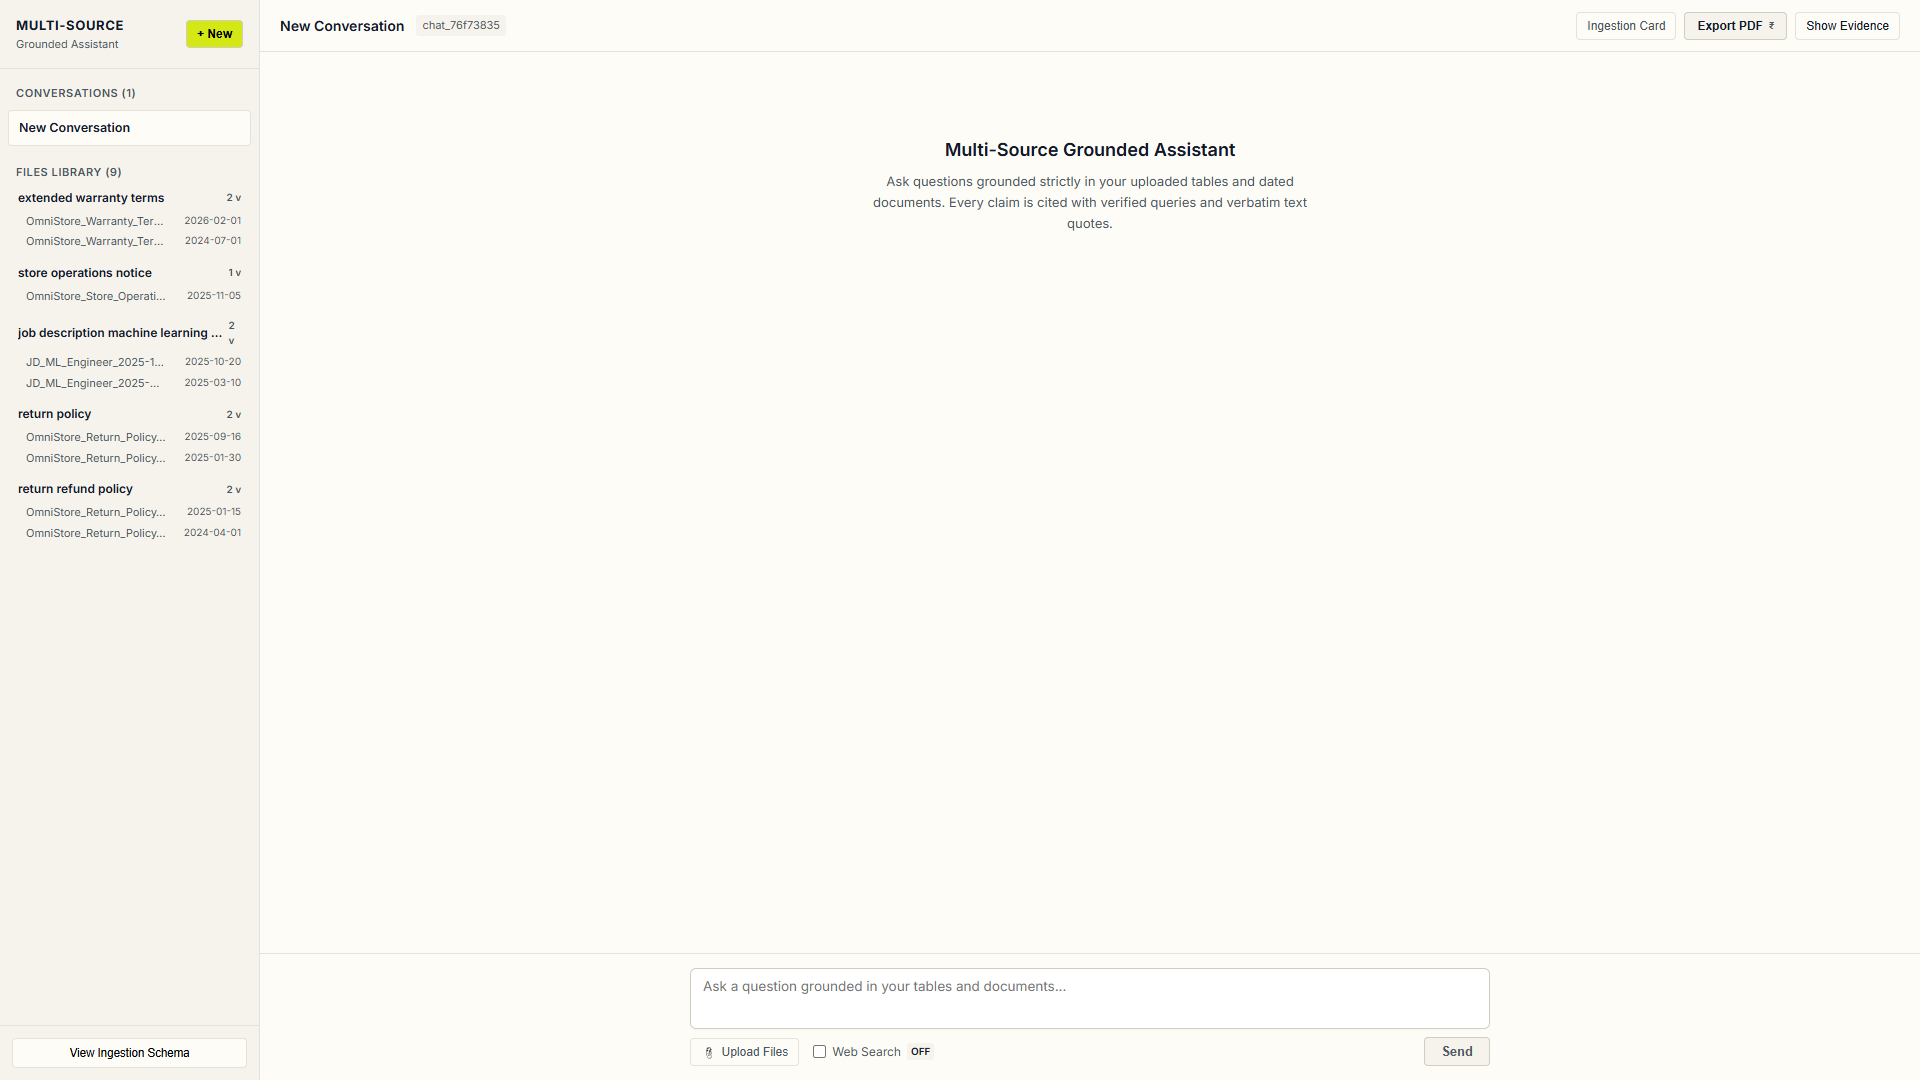 MULTI-SOURCE
Grounded Assistant
+ New
CONVERSATIONS (1)
New Conversation
FILES LIBRARY (9)
extended warranty terms 2 v
OmniStore_Warranty_Ter... 2026-02-01
OmniStore_Warranty_Ter... 2024-07-01
store operations notice 1 v
OmniStore_Store_Operati... 2025-11-05
job description machine learning ... 2 v
JD_ML_Engineer_2025-1... 2025-10-20
JD_ML_Engineer_2025-... 2025-03-10
return policy 2 v
OmniStore_Return_Policy... 2025-09-16
OmniStore_Return_Policy... 2025-01-30
return refund policy 2 v
OmniStore_Return_Policy... 2025-01-15
OmniStore_Return_Policy... 2024-04-01
View Ingestion Schema
New Conversation chat_76f73835
Ingestion Card Export PDF Show Evidence
Multi-Source Grounded Assistant
Ask questions grounded strictly in your uploaded tables and dated
documents. Every claim is cited with verified queries and verbatim text
quotes.
Ask a question grounded in your tables and documents...
Upload Files Web Search OFF Send